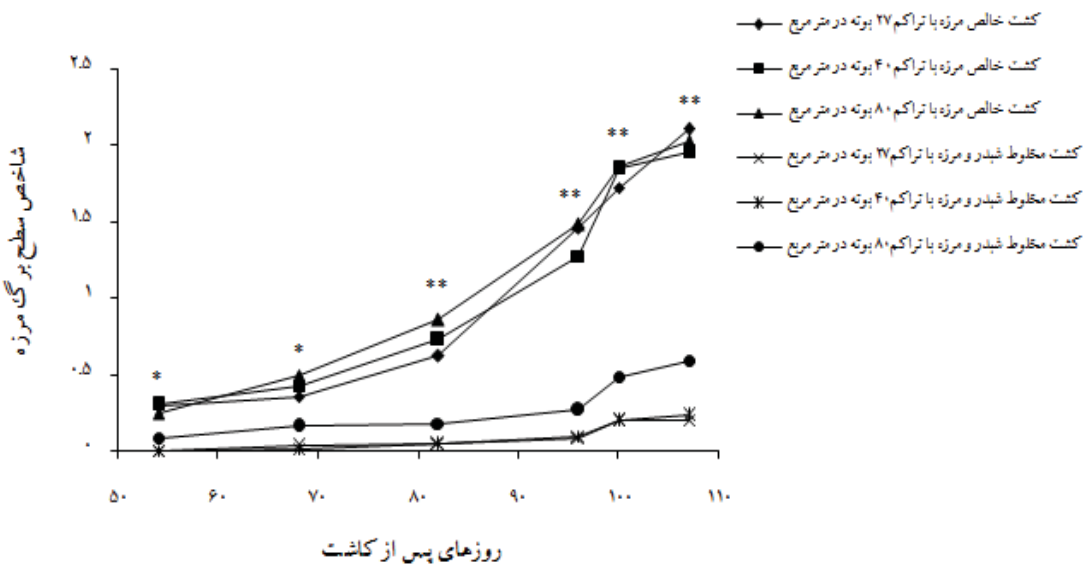 کشت خالص مرزه با تراکم ۲۷ بوته در متر مربع
کشت خالص مرزه با تراکم ۴۰ بوته در متر مربع
کشت خالص مرزه با تراکم ۸۰ بوته در متر مربع
کشت مخلوط شبدر و مرزه با تراکم ۲۷ بوته در متر مربع
کشت مخلوط شبدر و مرزه با تراکم ۴۰ بوته در متر مربع
کشت مخلوط شبدر و مرزه با تراکم ۸۰ بوته در متر مربع
شاخص سطح برگ مرزه
۲.۵
۲
۱.۵
۱
۰.۵
۰
*
*
**
**
**
**
۵۰ ۶۰ ۷۰ ۸۰ ۹۰ ۱۰۰ ۱۱۰
روزهای پس از کاشت